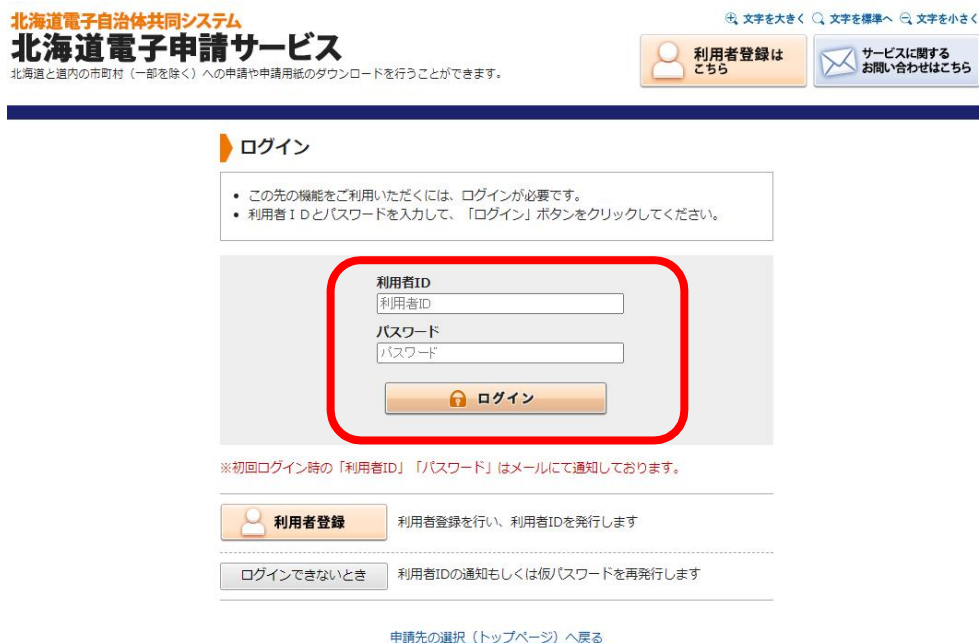 北海道電子自治体共同システム
北海道電子申請サービス
北海道と道内の市町村（一部を除く）への申請や申請用紙のダウンロードを行うことができます。
文字を大きく 文字を標準へ 文字を小さく
利用者登録は
こちら
サービスに関する
お問い合わせはこちら
ログイン
• この先の機能をご利用いただくには、ログインが必要です。
• 利用者ＩＤとパスワードを入力して、「ログイン」ボタンをクリックしてください。
利用者ID
利用者ID
パスワード
パスワード
ログイン
※初回ログイン時の「利用者ID」「パスワード」はメールにて通知しております。
利用者登録 利用者登録を行い、利用者IDを発行します
ログインできないとき 利用者IDの通知もしくは仮パスワードを再発行します
申請先の選択（トップページ）へ戻る